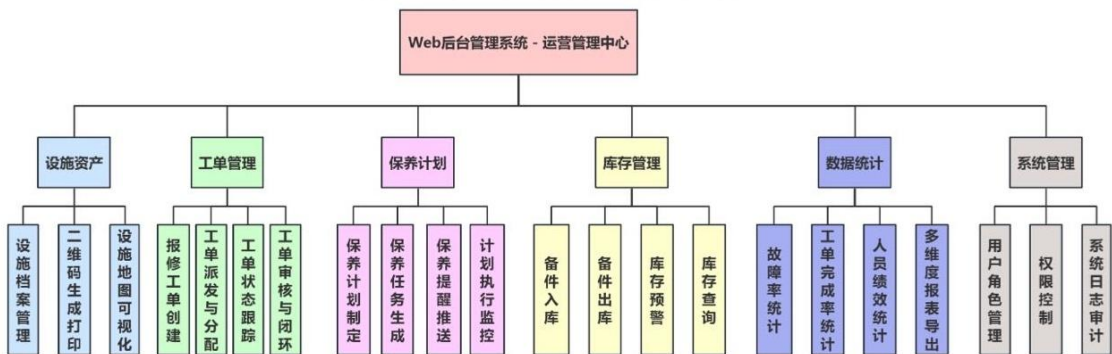 Web后台管理系统 - 运营管理中心
设施资产
工单管理
保养计划
库存管理
数据统计
系统管理
设施档案管理
二维码生成打印
设施地图可视化
报修工单创建
工单派发与分配
工单状态跟踪
工单审核与闭环
保养计划制定
保养任务生成
保养提醒推送
计划执行监控
备件入库
备件出库
库存预警
库存查询
故障率统计
工单完成率统计
人员绩效统计
多维度报表导出
用户角色管理
权限控制
系统日志审计